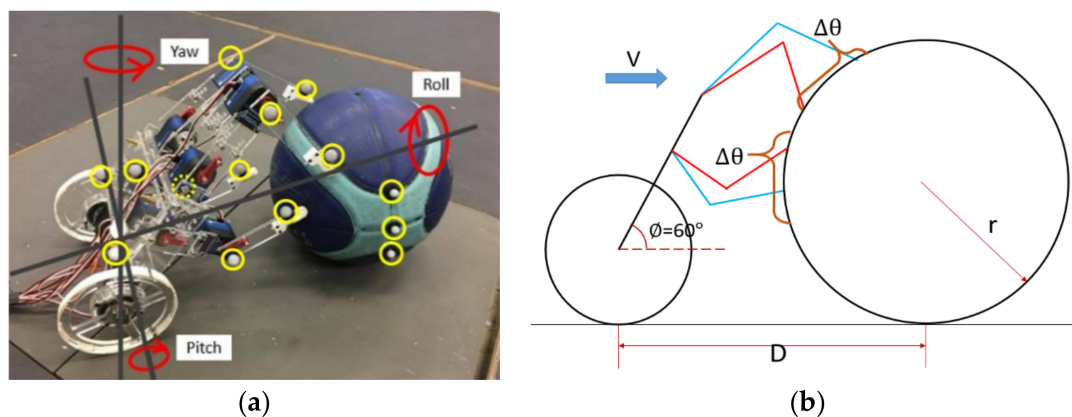 Yaw
Roll
Pitch
(a)
V
Δθ
Δθ
Ø=60°
r
D
(b)